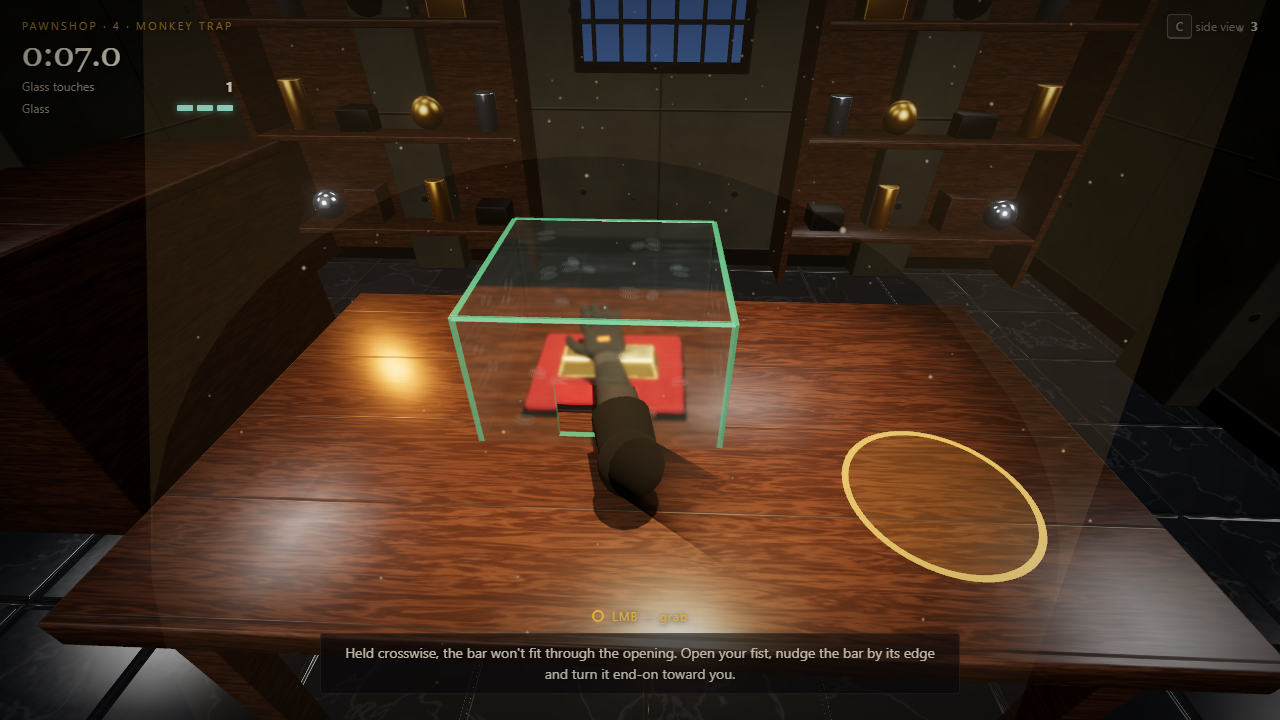 PAWNSHOP · 4 · MONKEY TRAP
0:07.0
Glass touches 1
Glass
C side view 3
LMB — grab
Held crosswise, the bar won't fit through the opening. Open your fist, nudge the bar by its edge
and turn it end-on toward you.